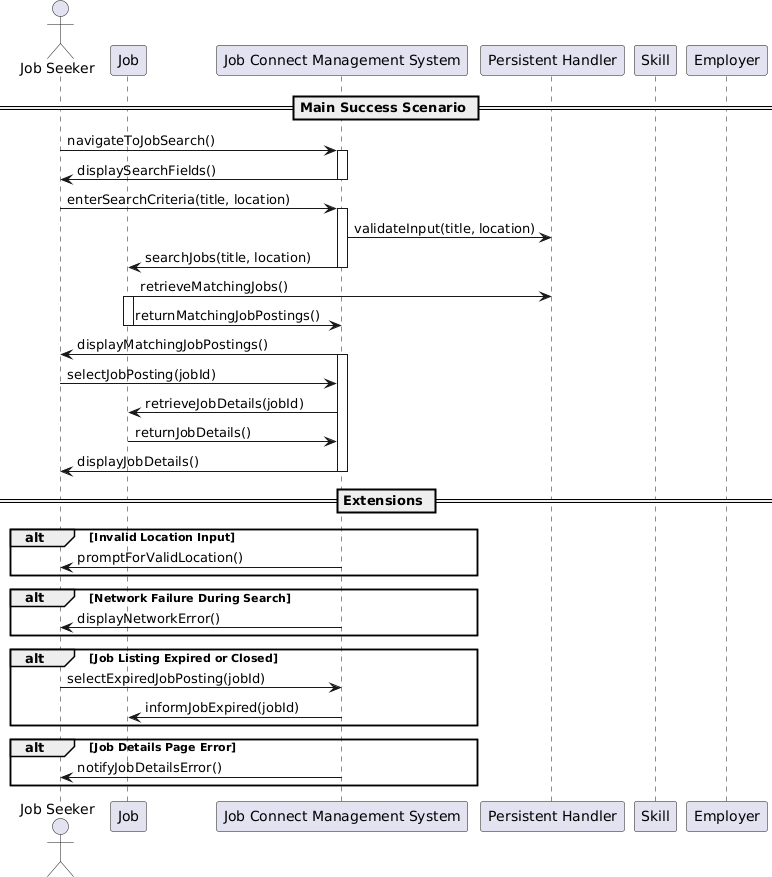 Job Seeker
Job
Job Connect Management System
Persistent Handler
Skill
Employer
Main Success Scenario
navigateToJobSearch()
displaySearchFields()
enterSearchCriteria(title, location)
validateInput(title, location)
searchJobs(title, location)
retrieveMatchingJobs()
returnMatchingJobPostings()
displayMatchingJobPostings()
selectJobPosting(jobId)
retrieveJobDetails(jobId)
returnJobDetails()
displayJobDetails()
Extensions
alt [Invalid Location Input]
promptForValidLocation()
alt [Network Failure During Search]
displayNetworkError()
alt [Job Listing Expired or Closed]
selectExpiredJobPosting(jobId)
informJobExpired(jobId)
alt [Job Details Page Error]
notifyJobDetailsError()
Job Seeker
Job
Job Connect Management System
Persistent Handler
Skill
Employer